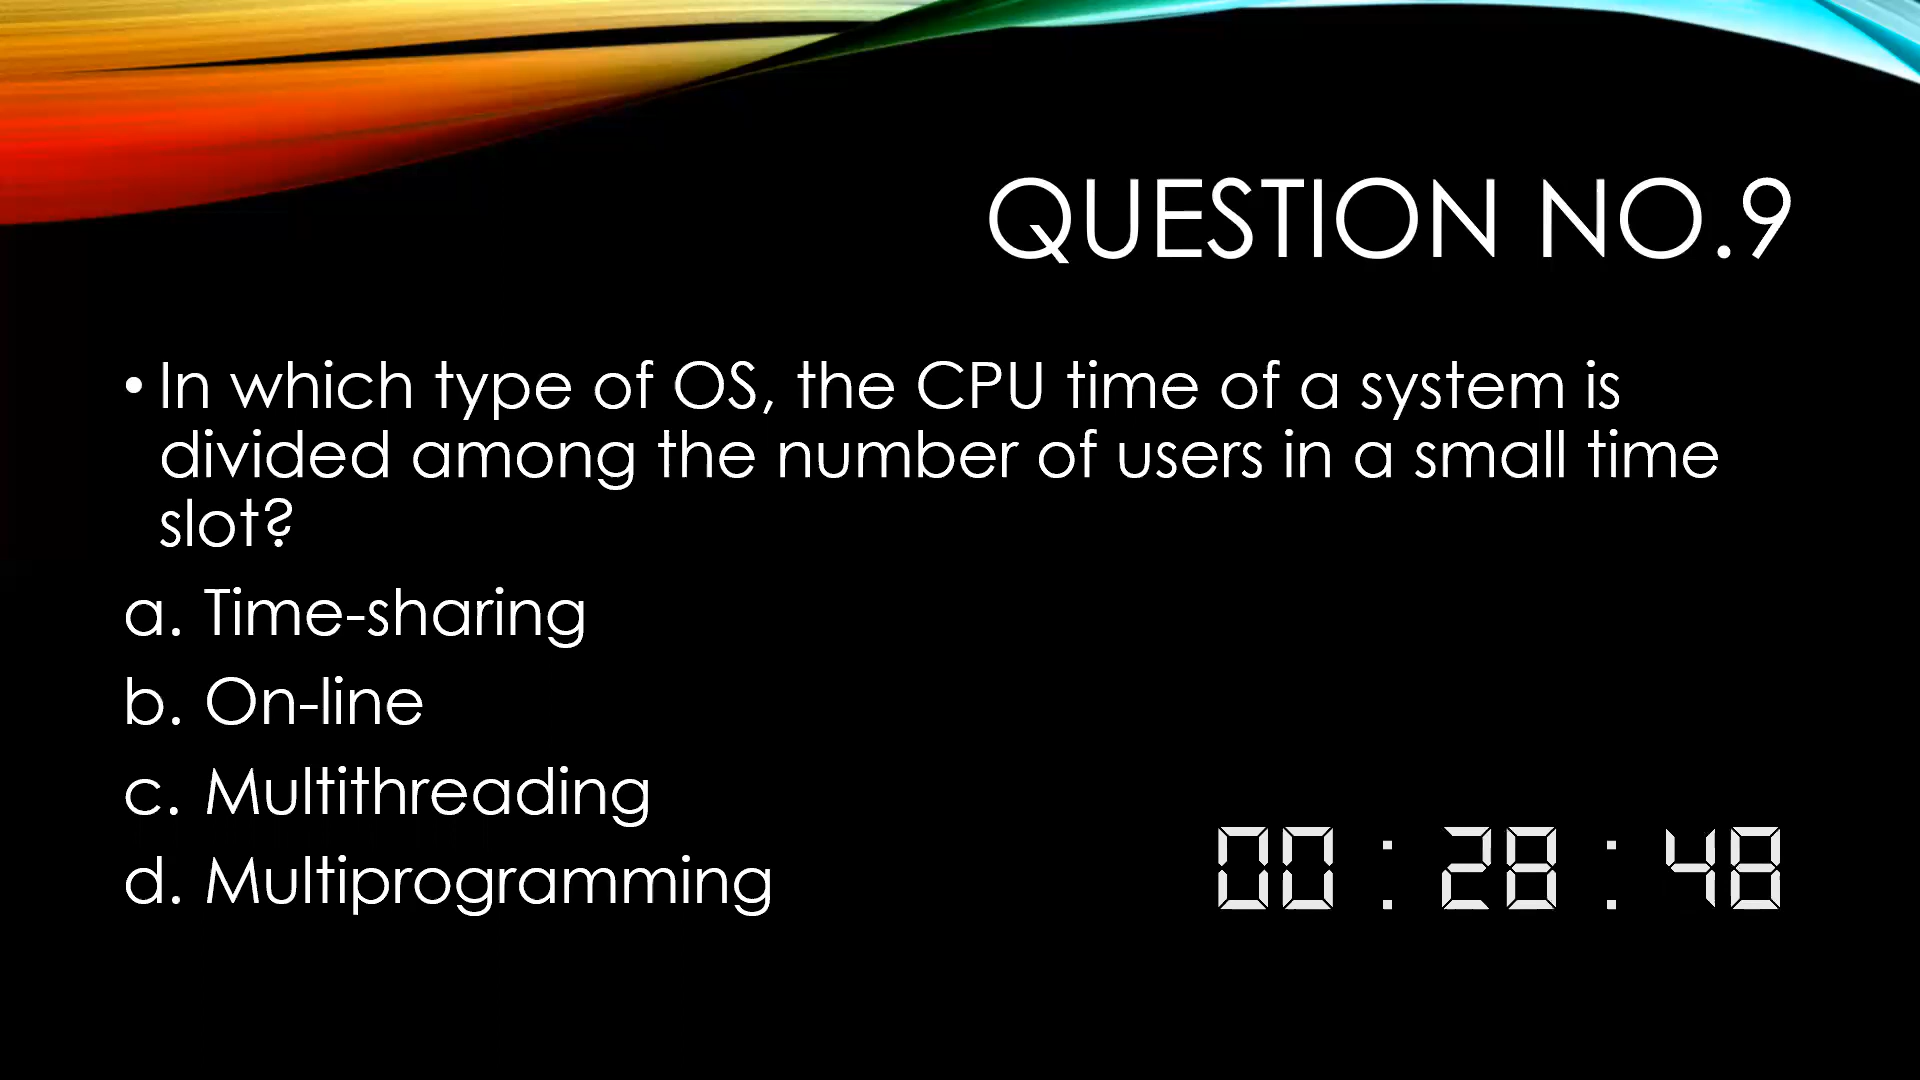 QUESTION NO.9
• In which type of OS, the CPU time of a system is
divided among the number of users in a small time
slot?
a. Time-sharing
b. On-line
c. Multithreading
d. Multiprogramming
00 : 28 : 48